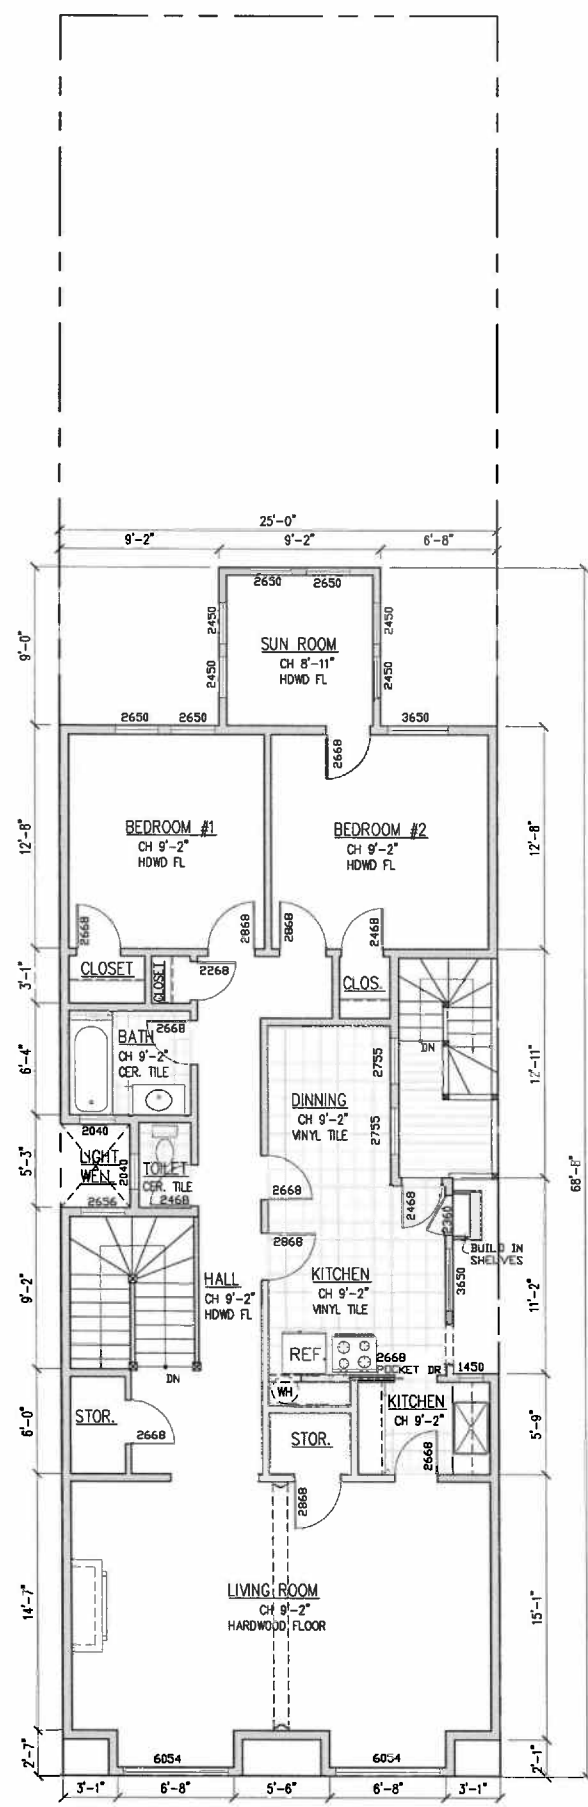 25'-0"
9'-2"
9'-2"
6'-8"
2650
2650
9'-0"
2450
2450
2450
2450
SUN ROOM
CH 8'-11"
HDWD FL
2650
2650
3650
2668
12'-8"
BEDROOM #1
CH 9'-2"
HDWD FL
BEDROOM #2
CH 9'-2"
HDWD FL
12'-8"
2668
2868
2868
2468
3'-1"
CLOSET
CLOSET
2268
CLOS.
6'-4"
BATH
CH 9'-2"
CER. TILE
2668
DN
12'-11"
68'-8"
2755
2755
DINNING
CH 9'-2"
VINYL TILE
5'-3"
2040
LIGHT
WELL
2040
2656
TOILET
CER. TILE
2468
2668
2468
2360
BUILD IN
SHELVES
2868
9'-2"
HALL
CH 9'-2"
HDWD FL
KITCHEN
CH 9'-2"
VINYL TILE
3650
11'-2"
REF.
2668
POCKET DR
1450
DN
WH
6'-0"
STOR.
2668
STOR.
KITCHEN
CH 9'-2"
2668
5'-9"
2868
14'-7"
LIVING ROOM
CH 9'-2"
HARDWOOD FLOOR
15'-1"
2'-7"
6054
6054
2'-1"
3'-1"
6'-8"
5'-6"
6'-8"
3'-1"